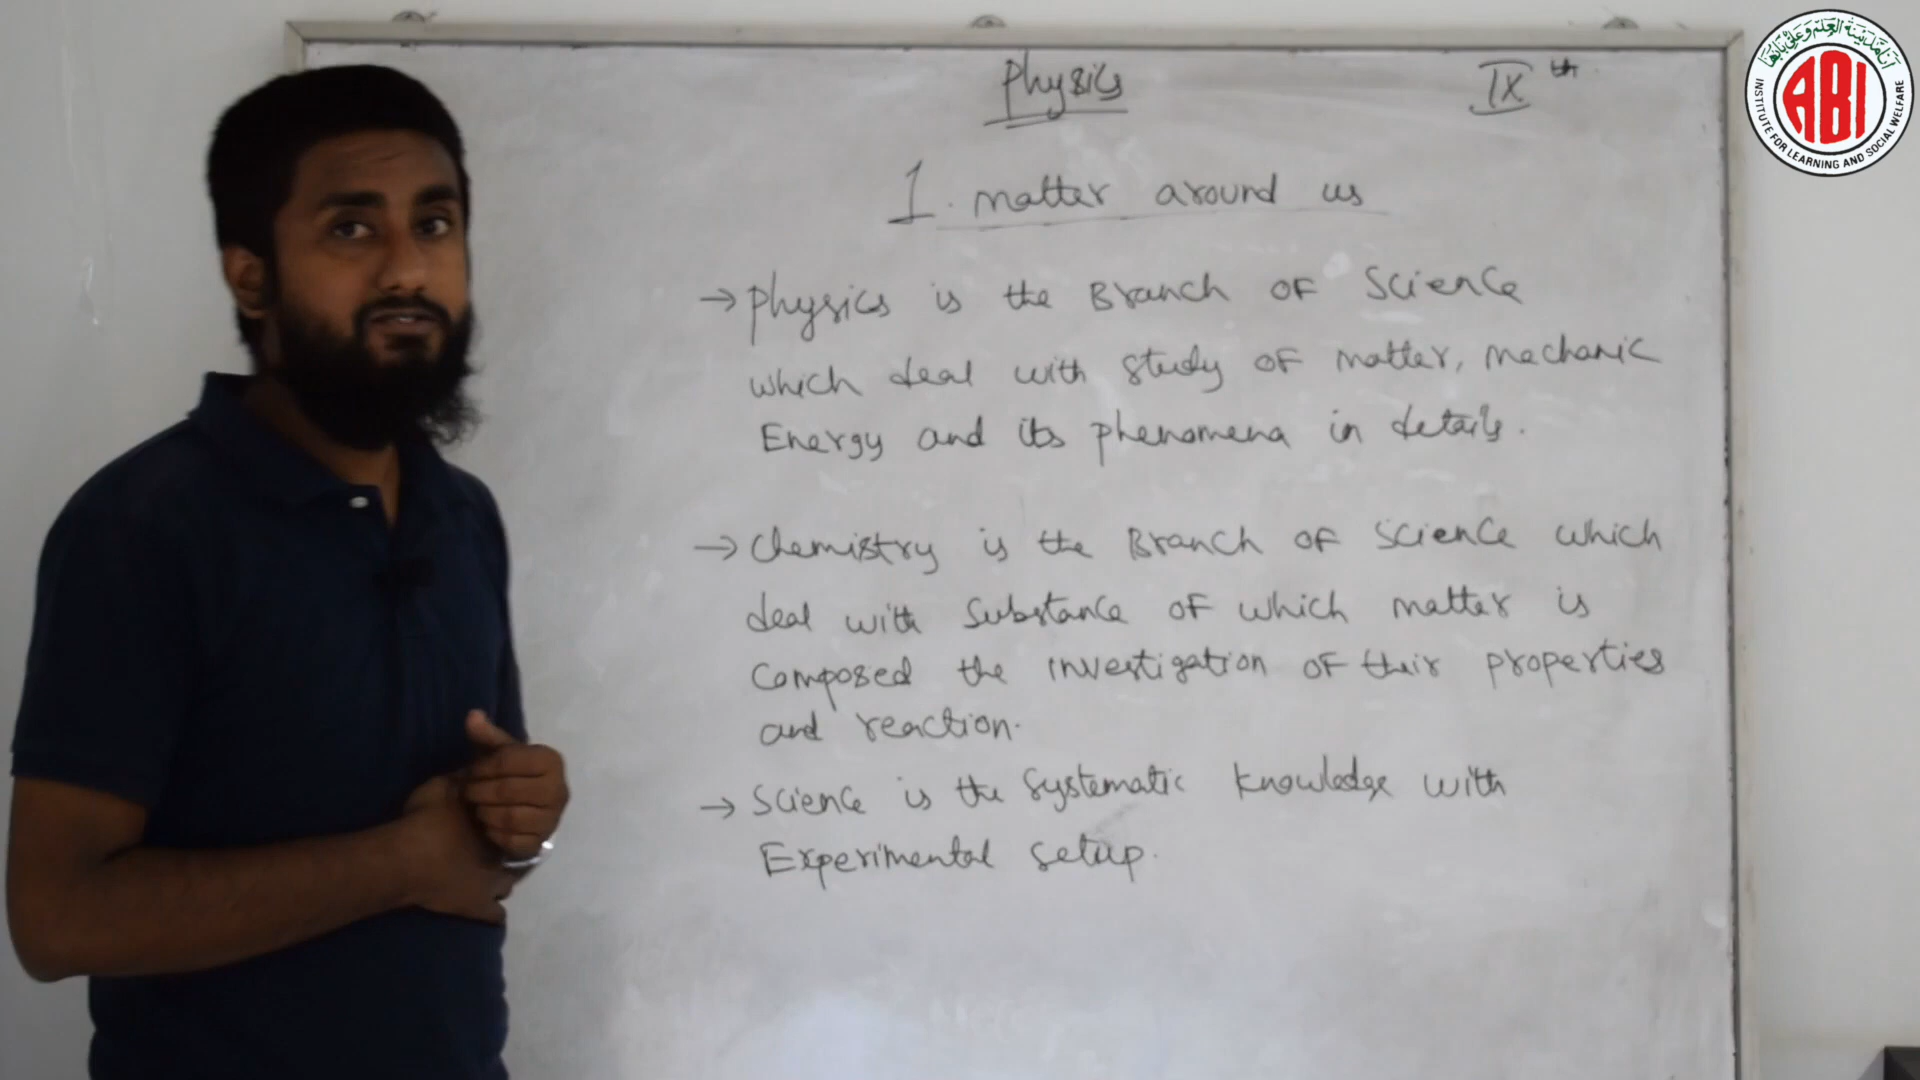 Physics
IX th
1. matter around us
→ Physics is the Branch OF Science
which deal with study OF matter, mechanic
Energy and its phenomena in details.
→ Chemistry is the Branch OF Science which
deal with Substance OF which matter is
Composed the investigation OF their properties
and reaction.
→ Science is the Systematic Knowledge with
Experimental setup.
ABI
INSTITUTE FOR LEARNING AND SOCIAL WELFARE